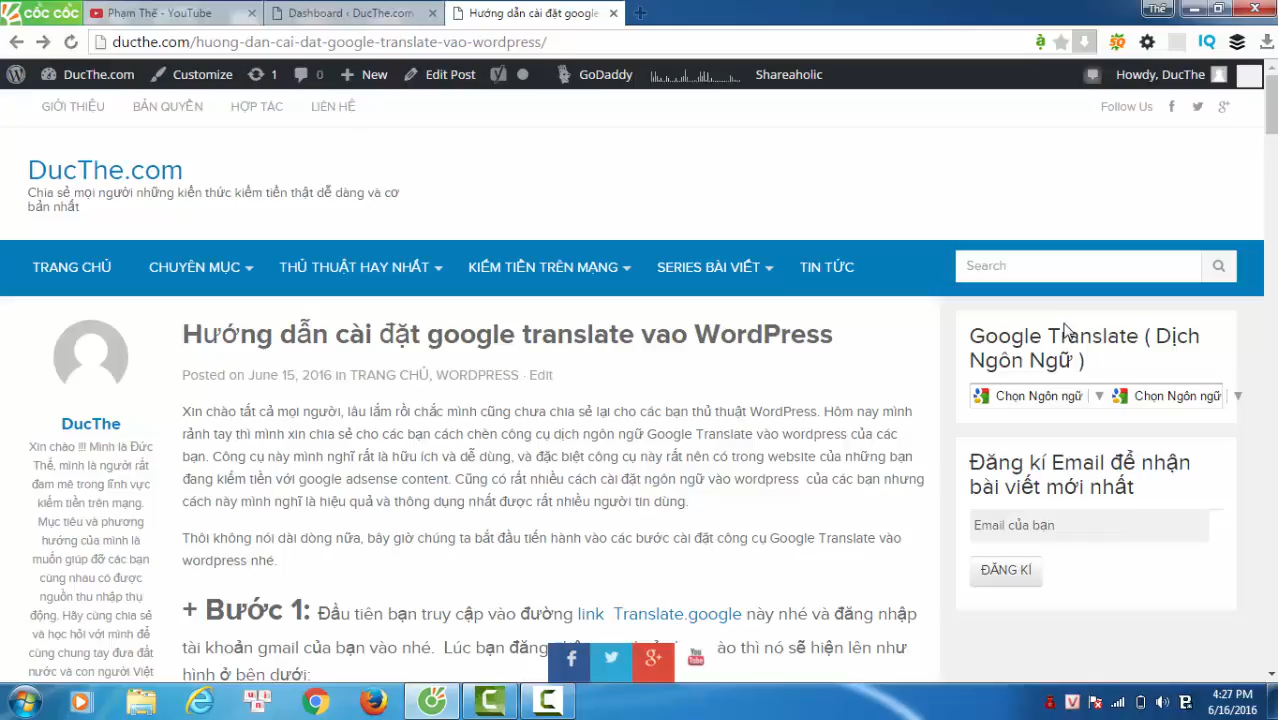 cốc cốc
Phạm Thế - YouTube
Dashboard ‹ DucThe.com
Hướng dẫn cài đặt google
Thế
ducthe.com/huong-dan-cai-dat-google-translate-vao-wordpress/
DucThe.com Customize 1 0 New Edit Post GoDaddy Shareaholic Howdy, DucThe
GIỚI THIỆU BẢN QUYỀN HỢP TÁC LIÊN HỆ Follow Us
DucThe.com
Chia sẻ mọi người những kiến thức kiếm tiền thật dễ dàng và cơ
bản nhất
TRANG CHỦ CHUYÊN MỤC THỦ THUẬT HAY NHẤT KIẾM TIỀN TRÊN MẠNG SERIES BÀI VIẾT TIN TỨC Search
DucThe
Xin chào !!! Mình là Đức
Thế, mình là người rất
đam mê trong lĩnh vực
kiếm tiền trên mạng.
Mục tiêu và phương
hướng của mình là
muốn giúp đỡ các bạn
cùng nhau có được
nguồn thu nhập thụ
động. Hãy cùng chia sẻ
và học hỏi với mình để
cùng chung tay đưa đất
nước và con người Việt
Hướng dẫn cài đặt google translate vao WordPress
Posted on June 15, 2016 in TRANG CHỦ, WORDPRESS · Edit
Xin chào tất cả mọi người, lâu lắm rồi chắc mình cũng chưa chia sẻ lại cho các bạn thủ thuật WordPress. Hôm nay mình
rảnh tay thì mình xin chia sẻ cho các bạn cách chèn công cụ dịch ngôn ngữ Google Translate vào wordpress của các
bạn. Công cụ này mình nghĩ rất là hữu ích và dễ dùng, và đặc biệt công cụ này rất nên có trong website của những bạn
đang kiếm tiền với google adsense content. Cũng có rất nhiều cách cài đặt ngôn ngữ vào wordpress của các bạn nhưng
cách này mình nghĩ là hiệu quả và thông dụng nhất được rất nhiều người tin dùng.
Thôi không nói dài dòng nữa, bây giờ chúng ta bắt đầu tiến hành vào các bước cài đặt công cụ Google Translate vào
wordpress nhé.
+ Bước 1: Đầu tiên bạn truy cập vào đường link Translate.google này nhé và đăng nhập
tài khoản gmail của bạn vào nhé. Lúc bạn đăng ào thì nó sẽ hiện lên như
hình ở bên dưới:
Google Translate ( Dịch
Ngôn Ngữ )
Chọn Ngôn ngữ Chọn Ngôn ngữ
Đăng kí Email để nhận
bài viết mới nhất
Email của bạn
ĐĂNG KÍ
You Tube
4:27 PM
6/16/2016